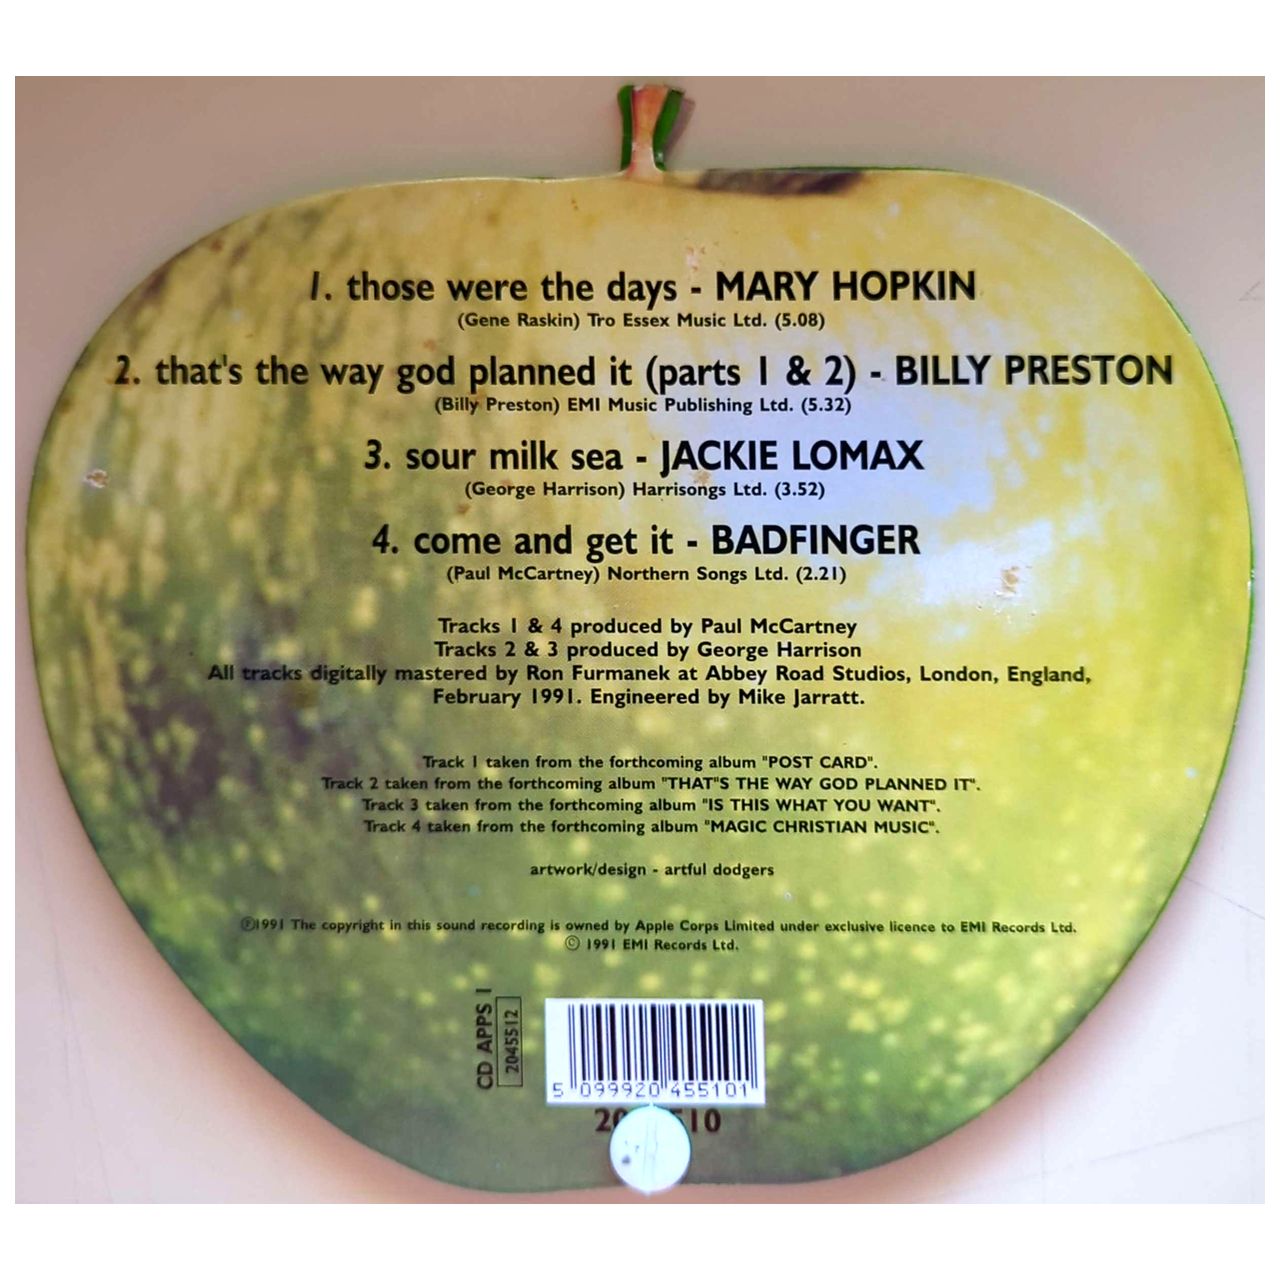 1. those were the days - MARY HOPKIN
(Gene Raskin) Tro Essex Music Ltd. (5.08)
2. that's the way god planned it (parts 1 & 2) - BILLY PRESTON
(Billy Preston) EMI Music Publishing Ltd. (5.32)
3. sour milk sea - JACKIE LOMAX
(George Harrison) Harrisongs Ltd. (3.52)
4. come and get it - BADFINGER
(Paul McCartney) Northern Songs Ltd. (2.21)
Tracks 1 & 4 produced by Paul McCartney
Tracks 2 & 3 produced by George Harrison
All tracks digitally mastered by Ron Furmanek at Abbey Road Studios, London, England,
February 1991. Engineered by Mike Jarratt.
Track 1 taken from the forthcoming album "POST CARD".
Track 2 taken from the forthcoming album "THAT"S THE WAY GOD PLANNED IT".
Track 3 taken from the forthcoming album "IS THIS WHAT YOU WANT".
Track 4 taken from the forthcoming album "MAGIC CHRISTIAN MUSIC".
artwork/design - artful dodgers
℗1991 The copyright in this sound recording is owned by Apple Corps Limited under exclusive licence to EMI Records Ltd.
© 1991 EMI Records Ltd.
CD APPS 1
2045512
5 099920 455101